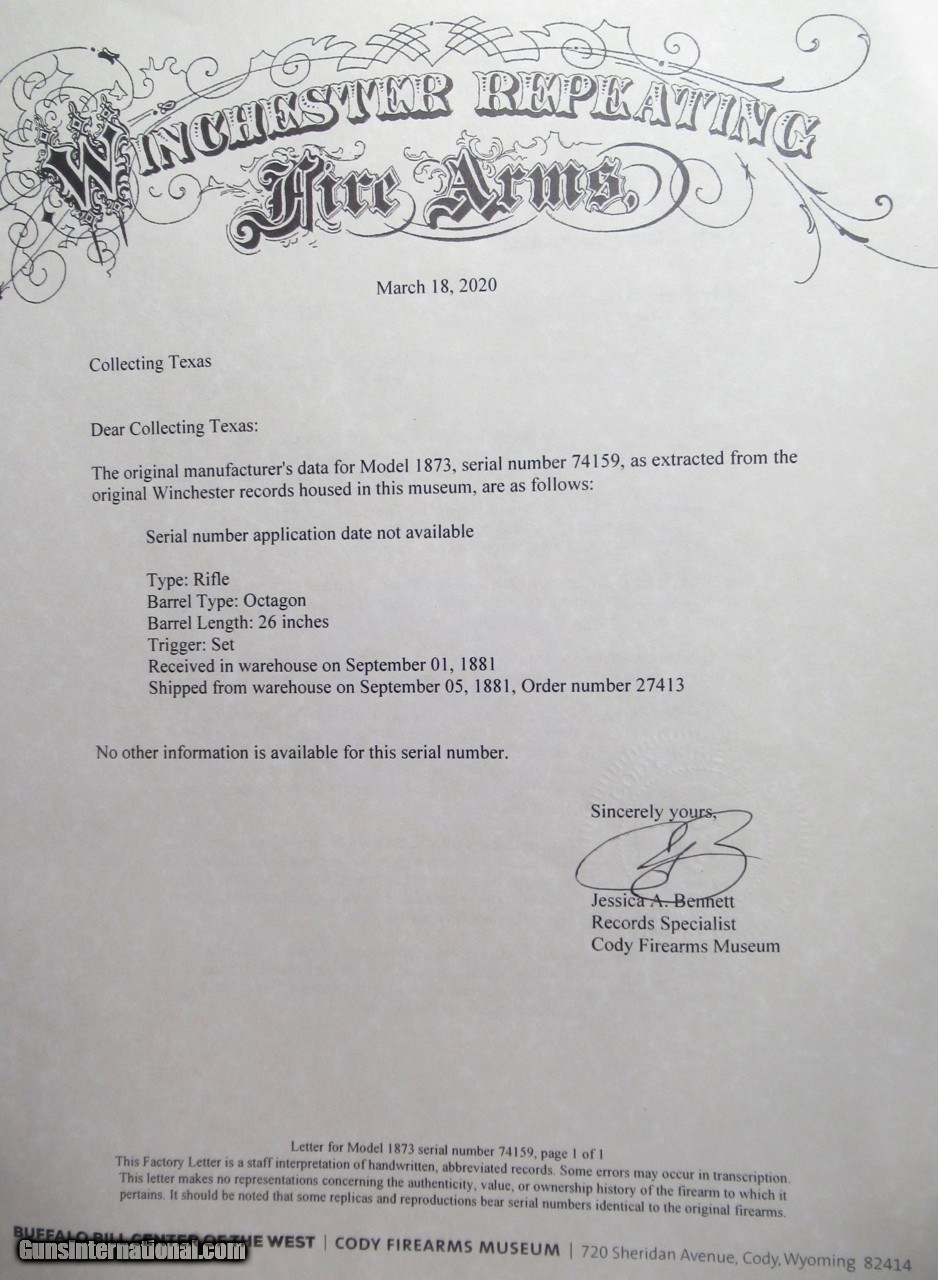 WINCHESTER REPEATING
Fire Arms.
March 18, 2020
Collecting Texas
Dear Collecting Texas:
The original manufacturer's data for Model 1873, serial number 74159, as extracted from the
original Winchester records housed in this museum, are as follows:
Serial number application date not available
Type: Rifle
Barrel Type: Octagon
Barrel Length: 26 inches
Trigger: Set
Received in warehouse on September 01, 1881
Shipped from warehouse on September 05, 1881, Order number 27413
No other information is available for this serial number.
Sincerely yours,
Jessica A. Bennett
Records Specialist
Cody Firearms Museum
Letter for Model 1873 serial number 74159, page 1 of 1
This Factory Letter is a staff interpretation of handwritten, abbreviated records. Some errors may occur in transcription.
This letter makes no representations concerning the authenticity, value, or ownership history of the firearm to which it
pertains. It should be noted that some replicas and reproductions bear serial numbers identical to the original firearms.
BUFFALO BILL CENTER OF THE WEST | CODY FIREARMS MUSEUM | 720 Sheridan Avenue, Cody, Wyoming 82414
GunsInternational.com